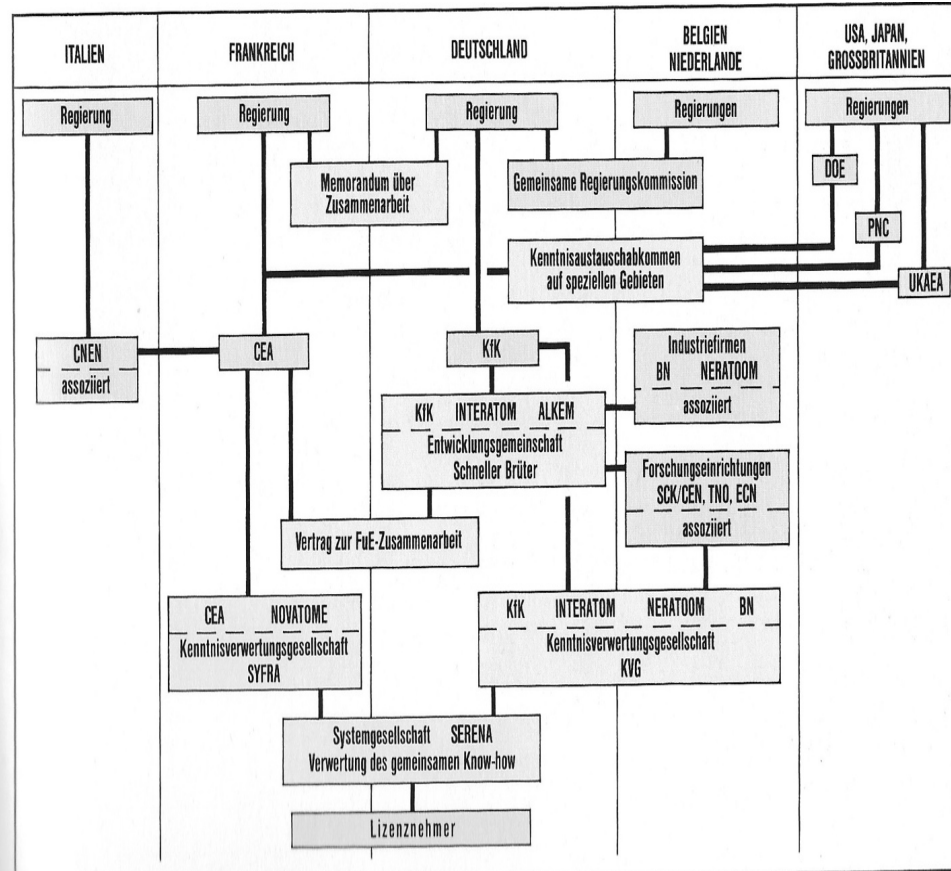 ITALIEN
FRANKREICH
DEUTSCHLAND
BELGIEN
NIEDERLANDE
USA, JAPAN,
GROSSBRITANNIEN
Regierung
Regierung
Regierung
Regierungen
Regierungen
Memorandum über
Zusammenarbeit
Gemeinsame Regierungskommission
DOE
PNC
Kenntnisaustauschabkommen
auf speziellen Gebieten
UKAEA
CNEN
assoziiert
CEA
KfK
Industriefirmen
BN NERATOOM
assoziiert
KfK INTERATOM ALKEM
Entwicklungsgemeinschaft
Schneller Brüter
Forschungseinrichtungen
SCK/CEN, TNO, ECN
assoziiert
Vertrag zur FuE-Zusammenarbeit
CEA NOVATOME
Kenntnisverwertungsgesellschaft
SYFRA
KfK INTERATOM NERATOOM BN
Kenntnisverwertungsgesellschaft
KVG
Systemgesellschaft SERENA
Verwertung des gemeinsamen Know-how
Lizenznehmer